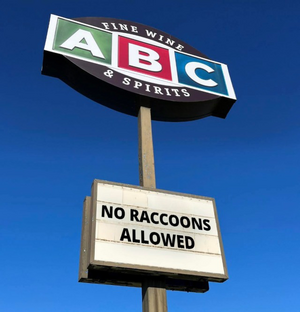 FINE WINE
ABC
& SPIRITS
NO RACCOONS
ALLOWED